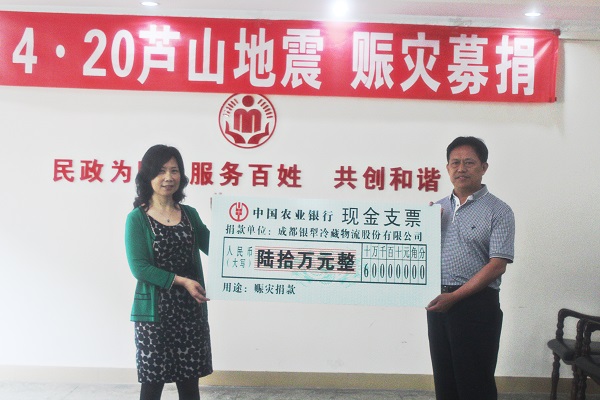 4·20芦山地震 赈灾募捐
民政为 服务百姓 共创和谐
中国农业银行 现金支票
捐款单位：成都银犁冷藏物流股份有限公司
人民币（大写） 陆拾万元整 十万千百十元角分
60000000
用途：赈灾捐款